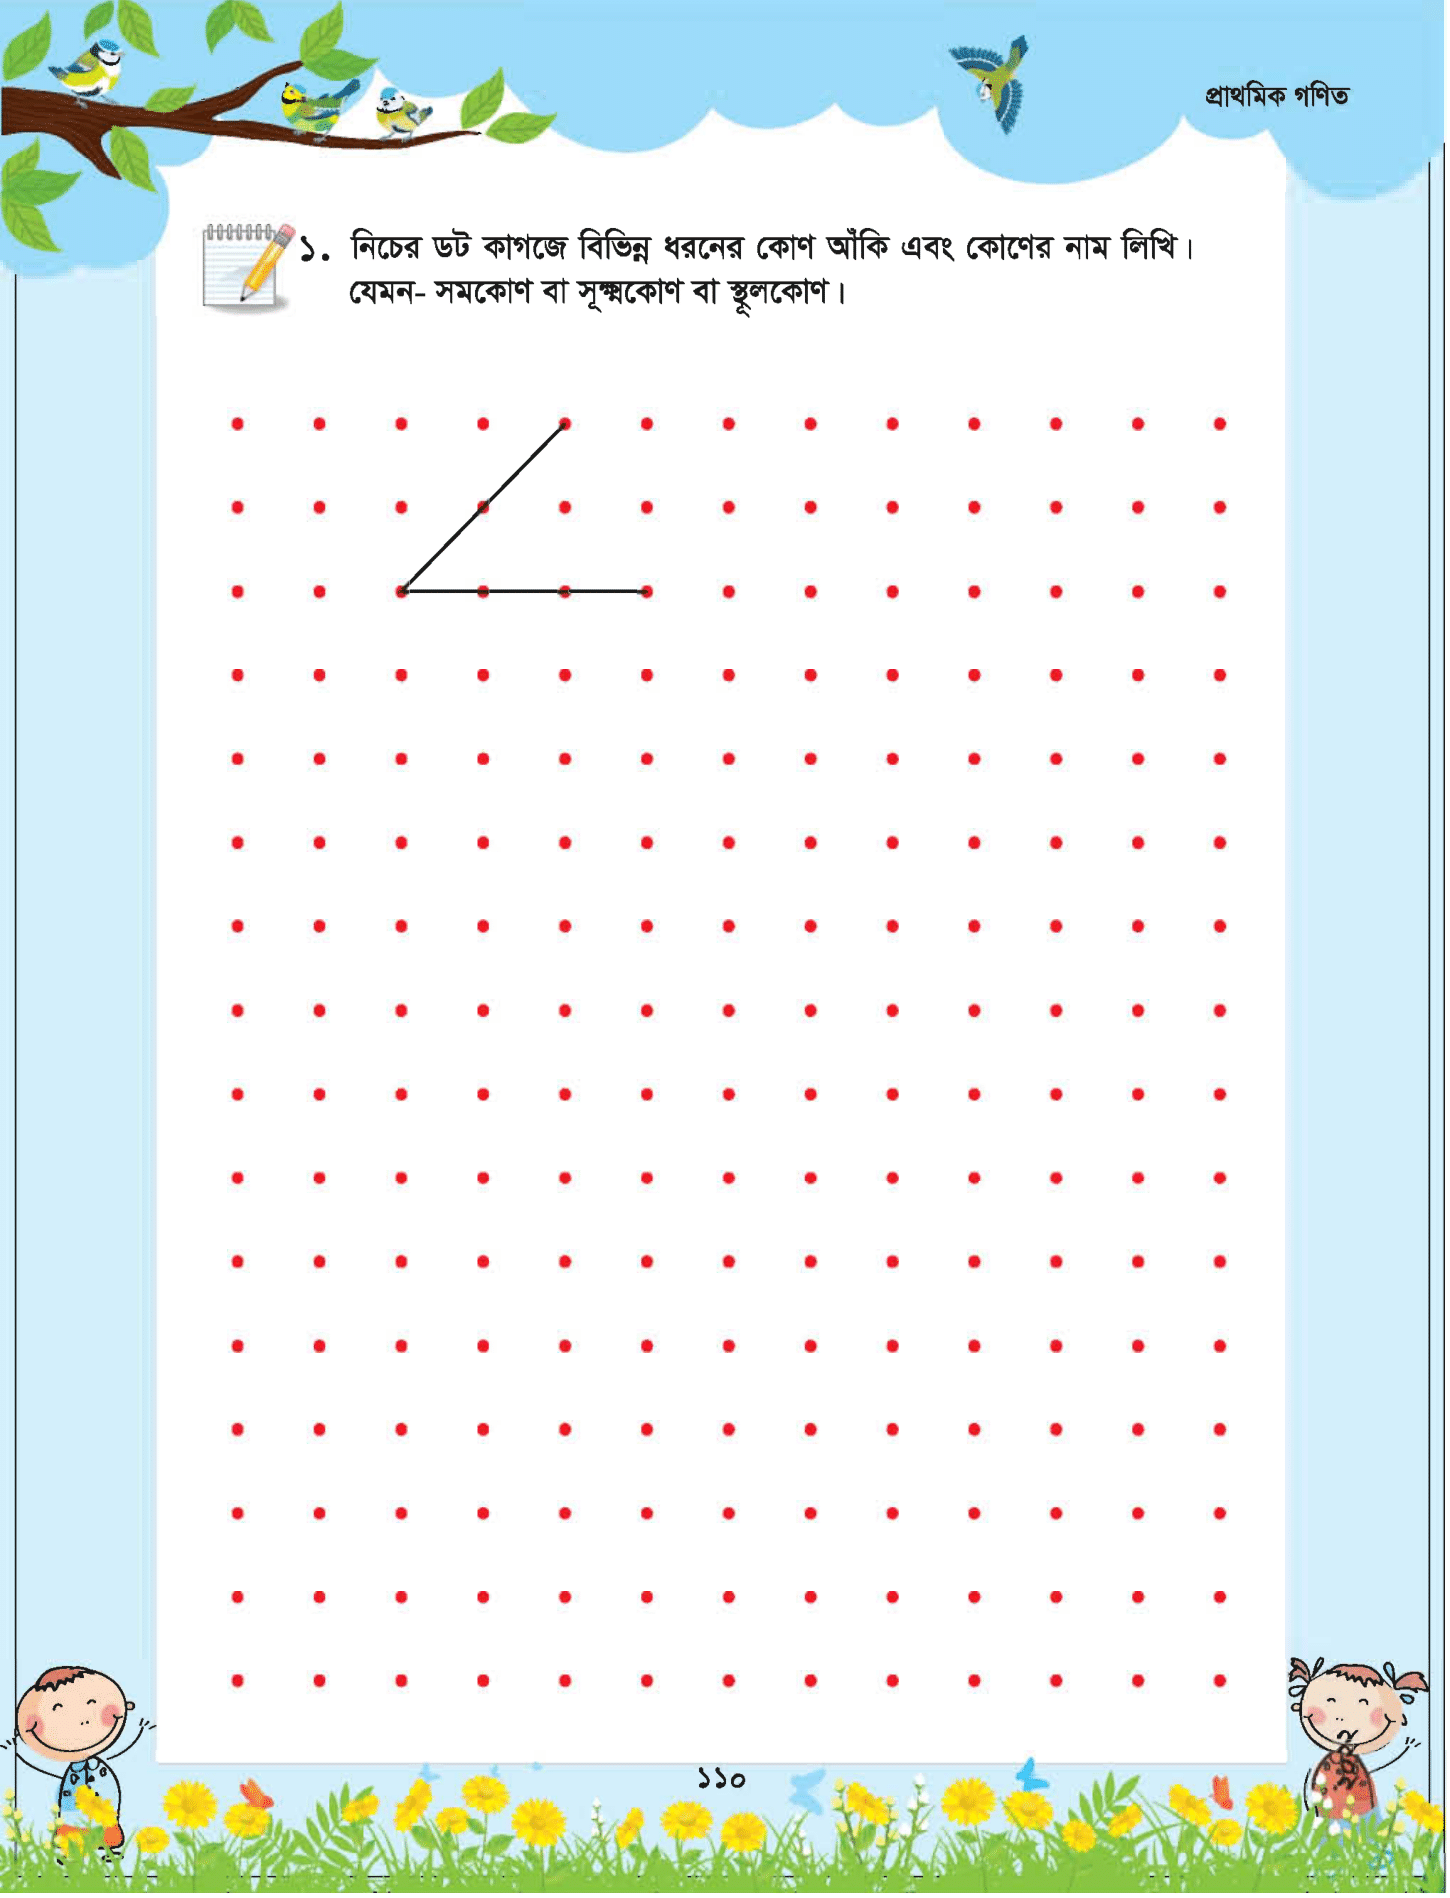 প্রাথমিক গণিত
১. নিচের ডট কাগজে বিভিন্ন ধরনের কোণ আঁকি এবং কোণের নাম লিখি।
যেমন- সমকোণ বা সূক্ষ্মকোণ বা স্থূলকোণ।
১১০